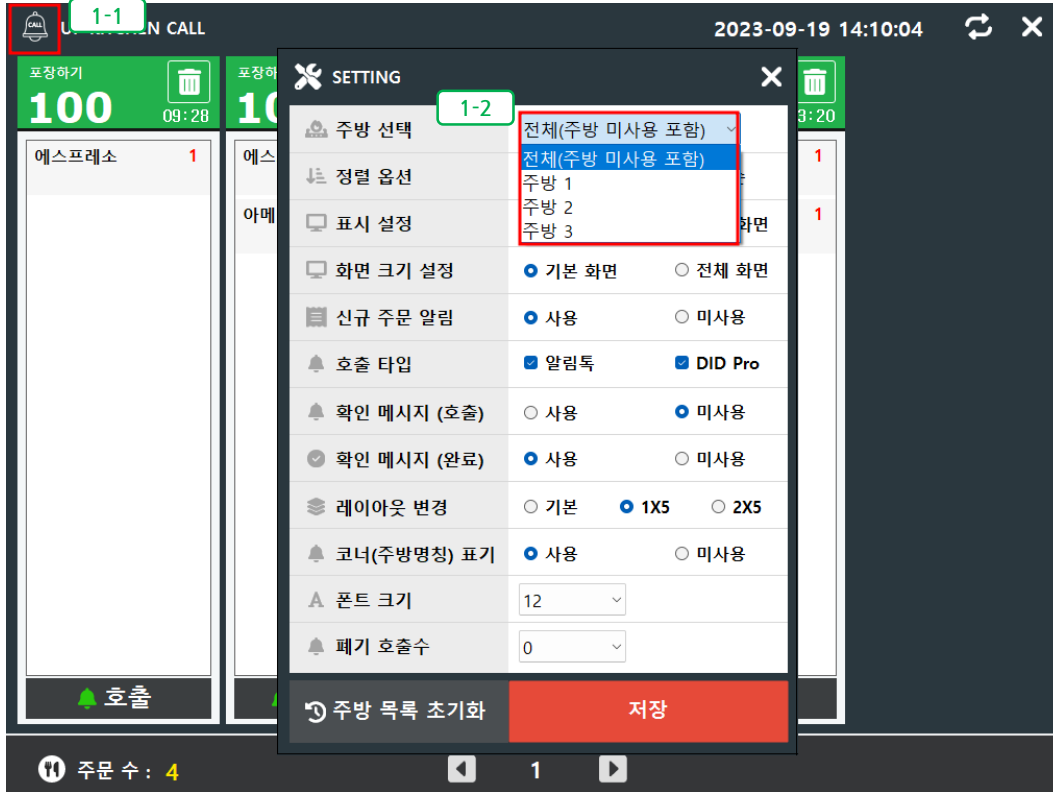 1-1
CALL
KITCHEN CALL
2023-09-19 14:10:04
포장하기
100
09:28
에스프레소 1
호출
포장하
10
에스
아메
SETTING
1-2
3:20
1
1
주방 선택
전체(주방 미사용 포함)
전체(주방 미사용 포함)
주방 1
주방 2
주방 3
정렬 옵션
표시 설정
화면
화면 크기 설정 기본 화면 전체 화면
신규 주문 알림 사용 미사용
호출 타입 알림톡 DID Pro
확인 메시지 (호출) 사용 미사용
확인 메시지 (완료) 사용 미사용
레이아웃 변경 기본 1X5 2X5
코너(주방명칭) 표기 사용 미사용
A 폰트 크기 12
폐기 호출수 0
주방 목록 초기화 저장
주문 수 : 4
1